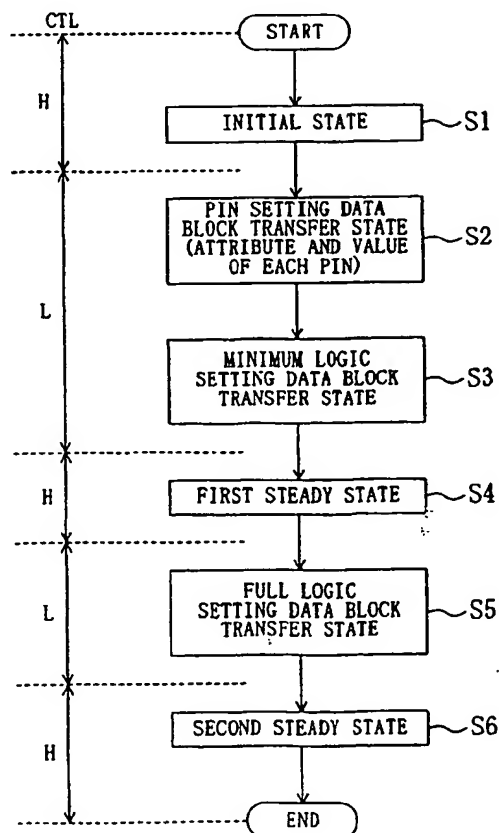 CTL
START
H
INITIAL STATE
S1
PIN SETTING DATA
BLOCK TRANSFER STATE
(ATTRIBUTE AND VALUE
OF EACH PIN)
S2
L
MINIMUM LOGIC
SETTING DATA BLOCK
TRANSFER STATE
S3
H
FIRST STEADY STATE
S4
L
FULL LOGIC
SETTING DATA BLOCK
TRANSFER STATE
S5
H
SECOND STEADY STATE
S6
END